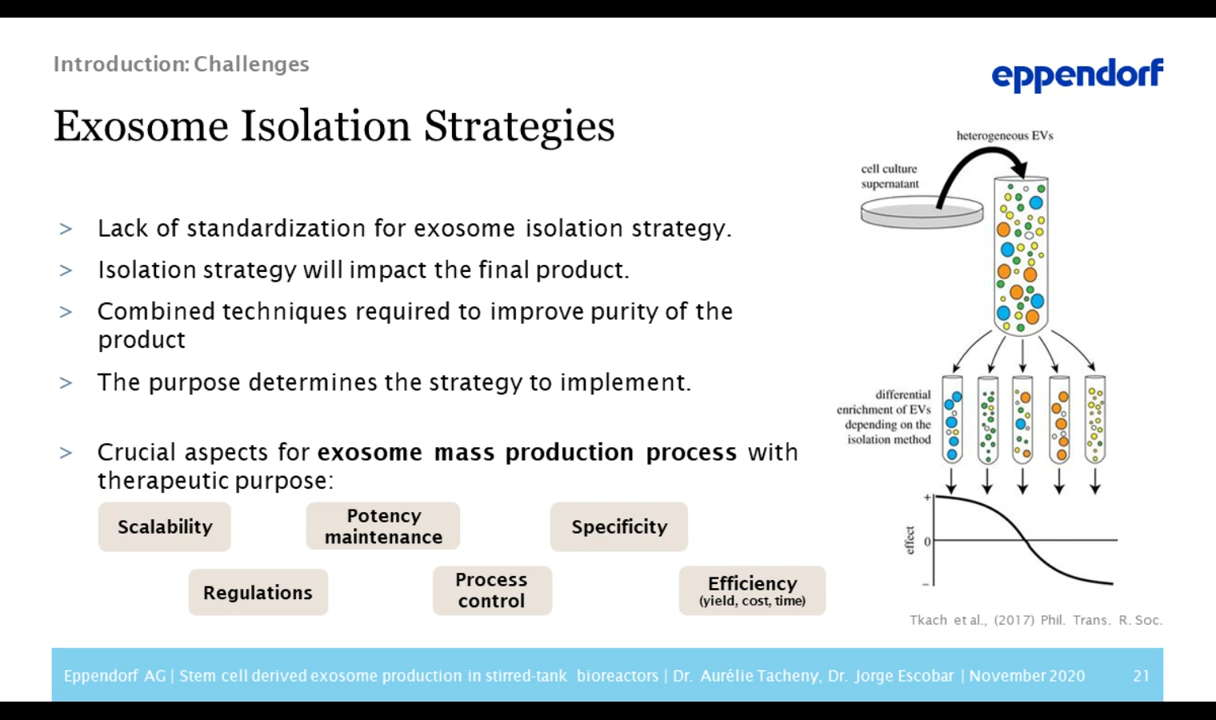 Introduction: Challenges
eppendorf
Exosome Isolation Strategies
> Lack of standardization for exosome isolation strategy.
> Isolation strategy will impact the final product.
> Combined techniques required to improve purity of the
product
> The purpose determines the strategy to implement.
> Crucial aspects for exosome mass production process with
therapeutic purpose:
Scalability
Potency
maintenance
Specificity
Regulations
Process
control
Efficiency
(yield, cost, time)
heterogeneous EVs
cell culture
supernatant
differential
enrichment of EVs
depending on the
isolation method
+
effect
0
–
Tkach et al., (2017) Phil. Trans. R. Soc.
Eppendorf AG | Stem cell derived exosome production in stirred-tank bioreactors | Dr. Aurélie Tacheny, Dr. Jorge Escobar | November 2020
21